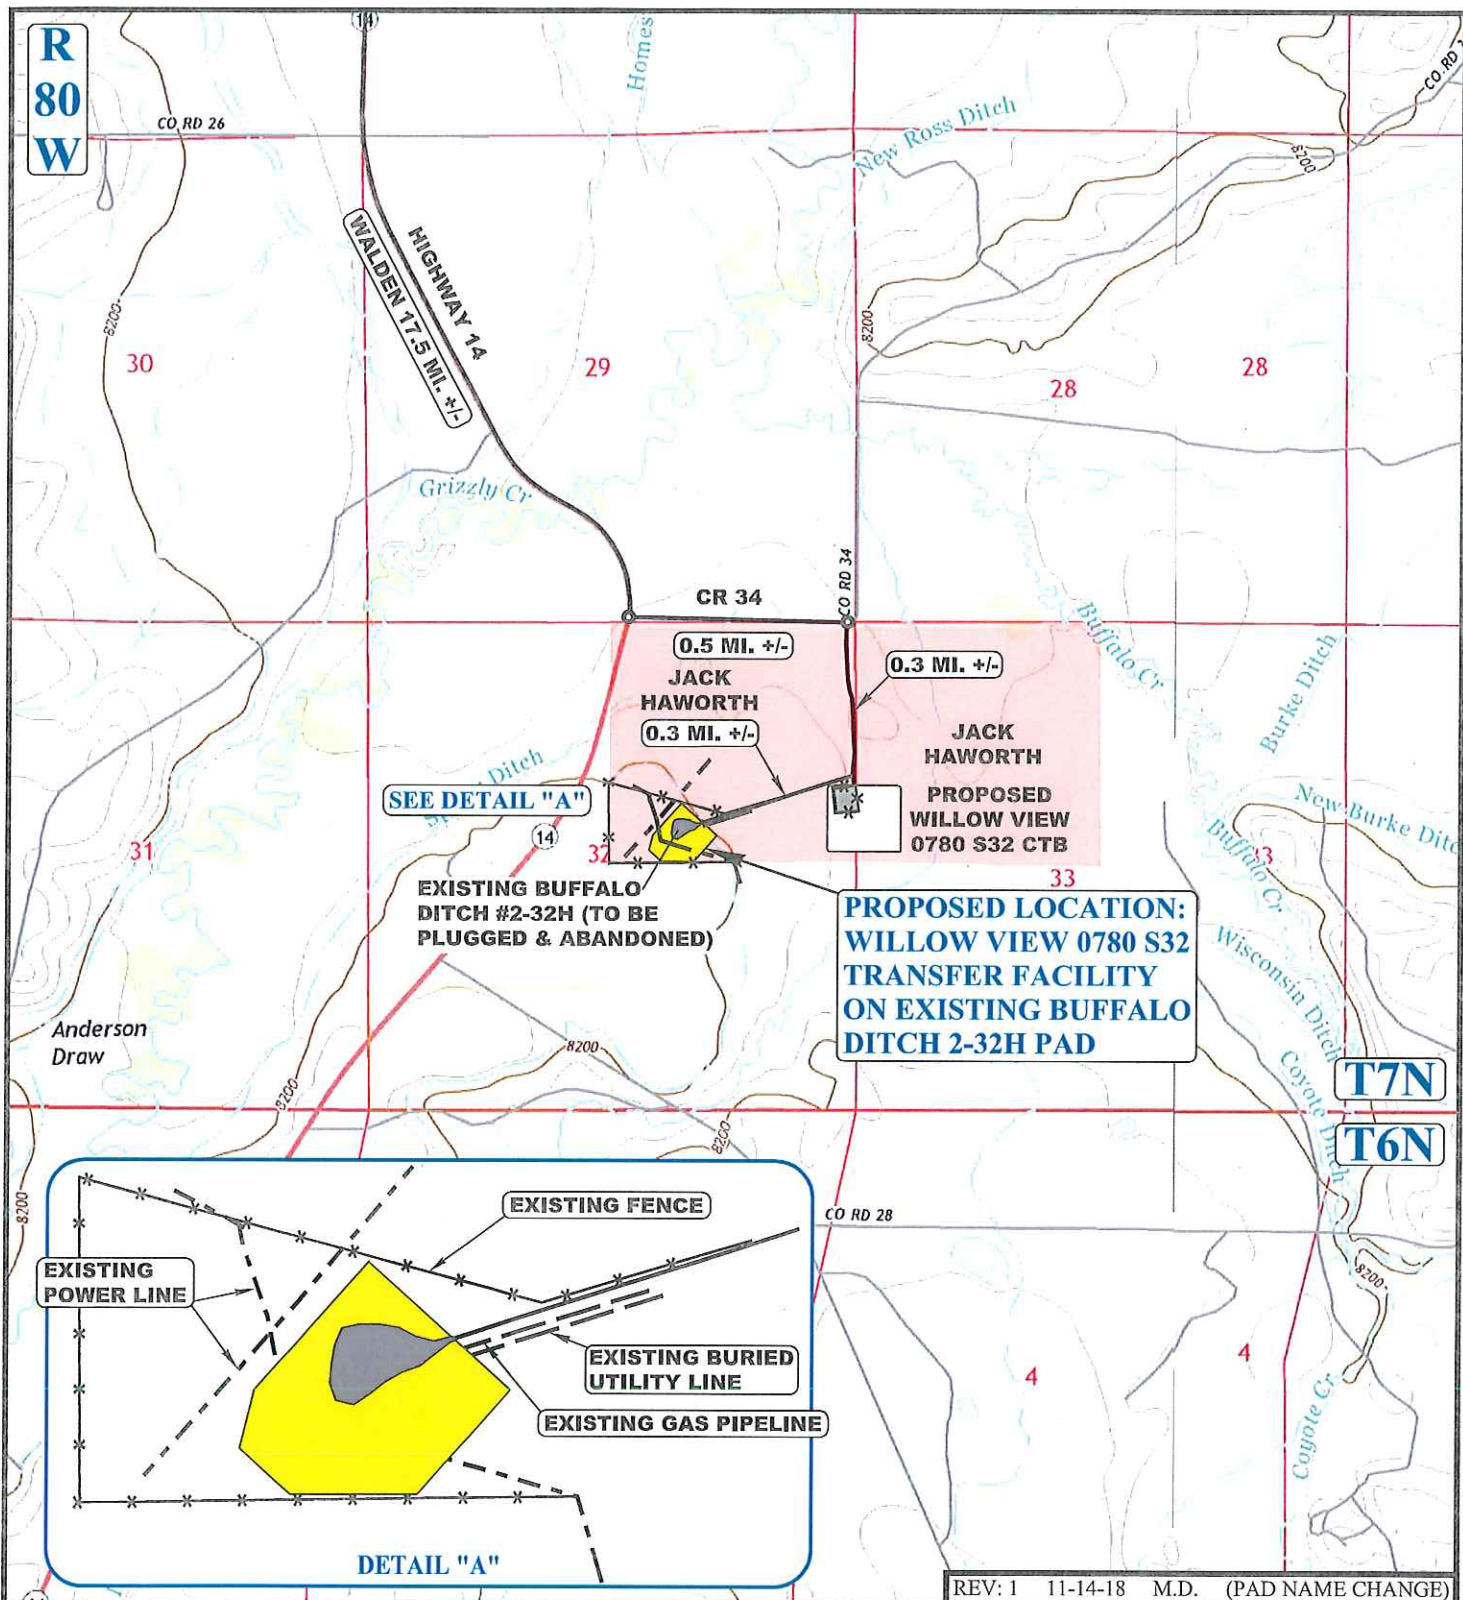 14
R
80
W
CO RD 26
Homes
New Ross Ditch
CO RD
8200
HIGHWAY 14
WALDEN 17.5 MI. +/-
8200
8200
30
29
28
28
Grizzly Cr
CO RD 34
CR 34
0.5 MI. +/-
JACK
HAWORTH
0.3 MI. +/-
0.3 MI. +/-
JACK
HAWORTH
PROPOSED
WILLOW VIEW
0780 S32 CTB
Buffalo Cr
Burke Ditch
Ditch
SEE DETAIL "A"
14
31
32
33
33
New Burke Ditc
Buffalo Cr
EXISTING BUFFALO
DITCH #2-32H (TO BE
PLUGGED & ABANDONED)
PROPOSED LOCATION:
WILLOW VIEW 0780 S32
TRANSFER FACILITY
ON EXISTING BUFFALO
DITCH 2-32H PAD
Wisconsin Ditch
Anderson
Draw
8200
8200
8200
Coyote Ditch
T7N
T6N
8200
CO RD 28
8200
4
4
Coyote Cr
EXISTING FENCE
EXISTING
POWER LINE
EXISTING BURIED
UTILITY LINE
EXISTING GAS PIPELINE
DETAIL "A"
REV: 1 11-14-18 M.D. (PAD NAME CHANGE)